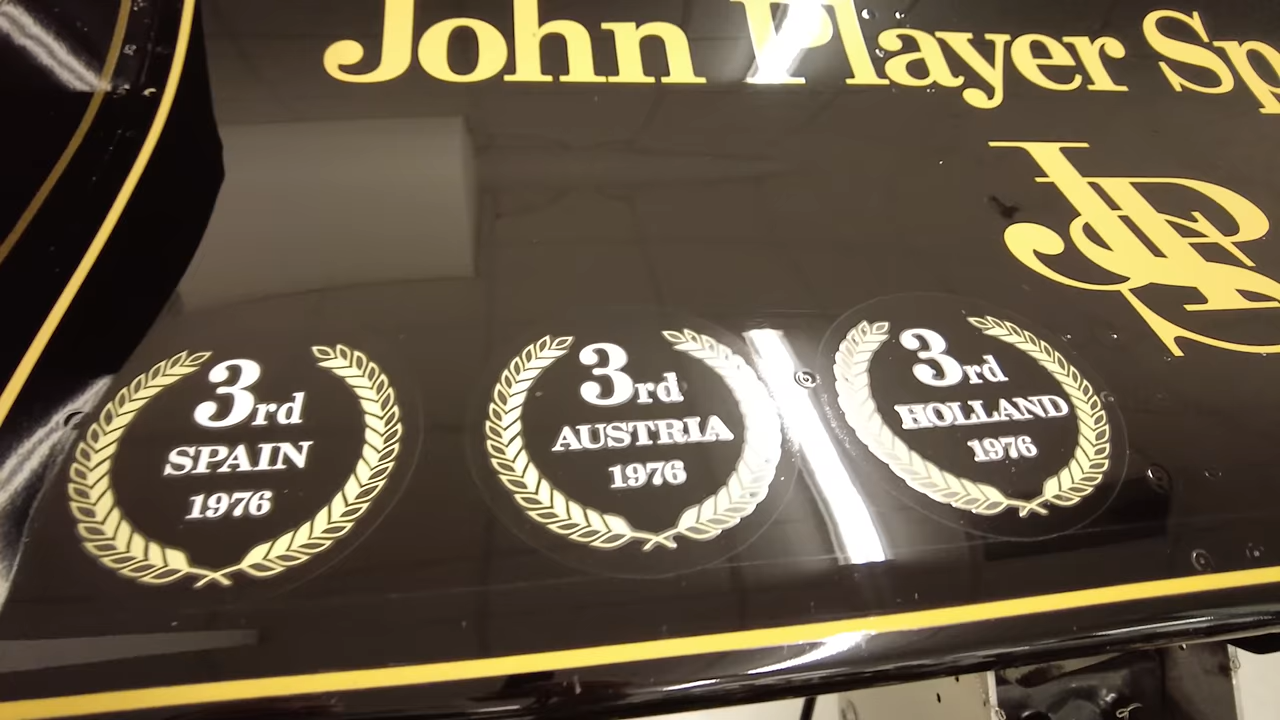 John Player Sp
JPS
3rd
SPAIN
1976
3rd
AUSTRIA
1976
3rd
HOLLAND
1976